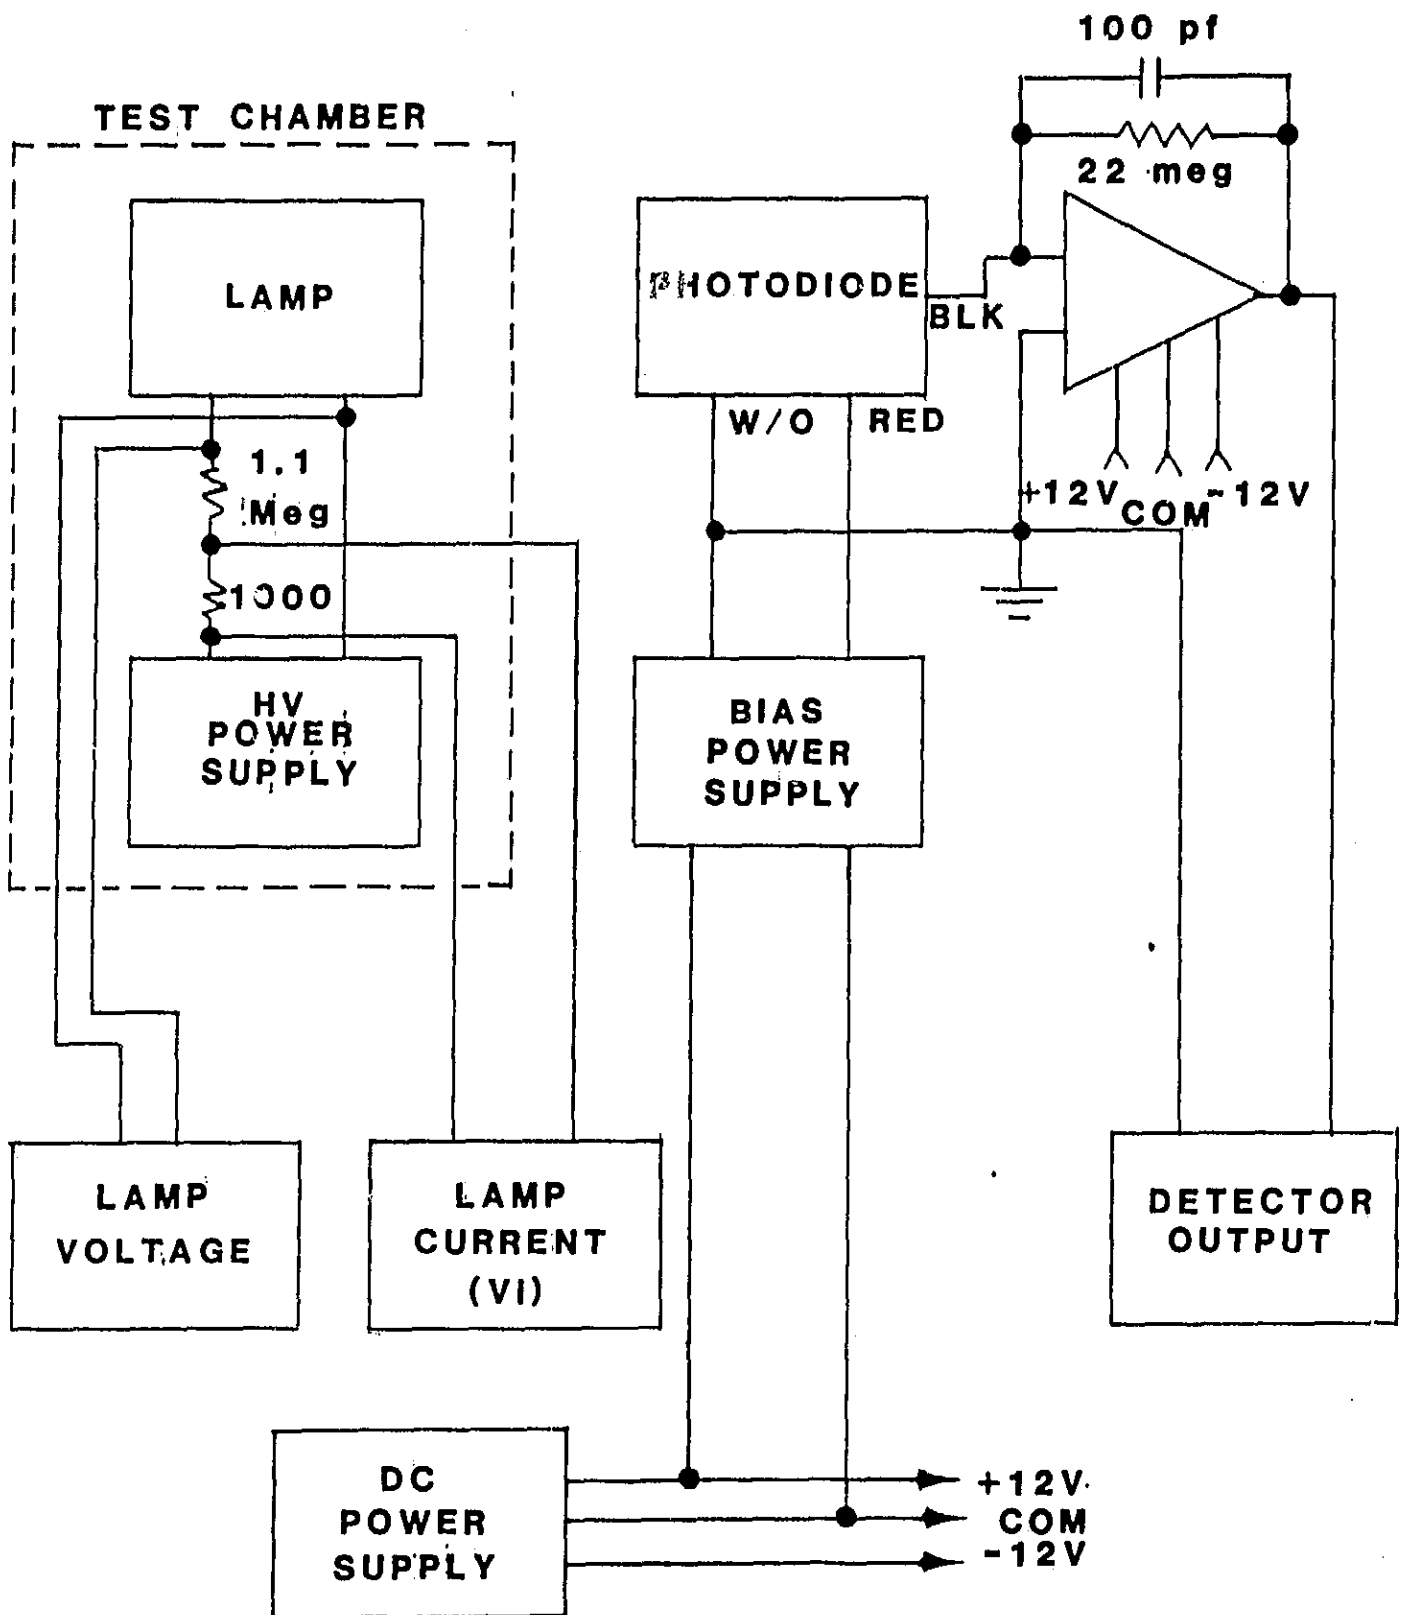 100 pf
TEST CHAMBER
22 meg
LAMP
PHOTODIODE
BLK
W/O
RED
1.1
Meg
+12V
COM
-12V
1000
HV
POWER
SUPPLY
BIAS
POWER
SUPPLY
LAMP
VOLTAGE
LAMP
CURRENT
(VI)
DETECTOR
OUTPUT
DC
POWER
SUPPLY
+12V
COM
-12V